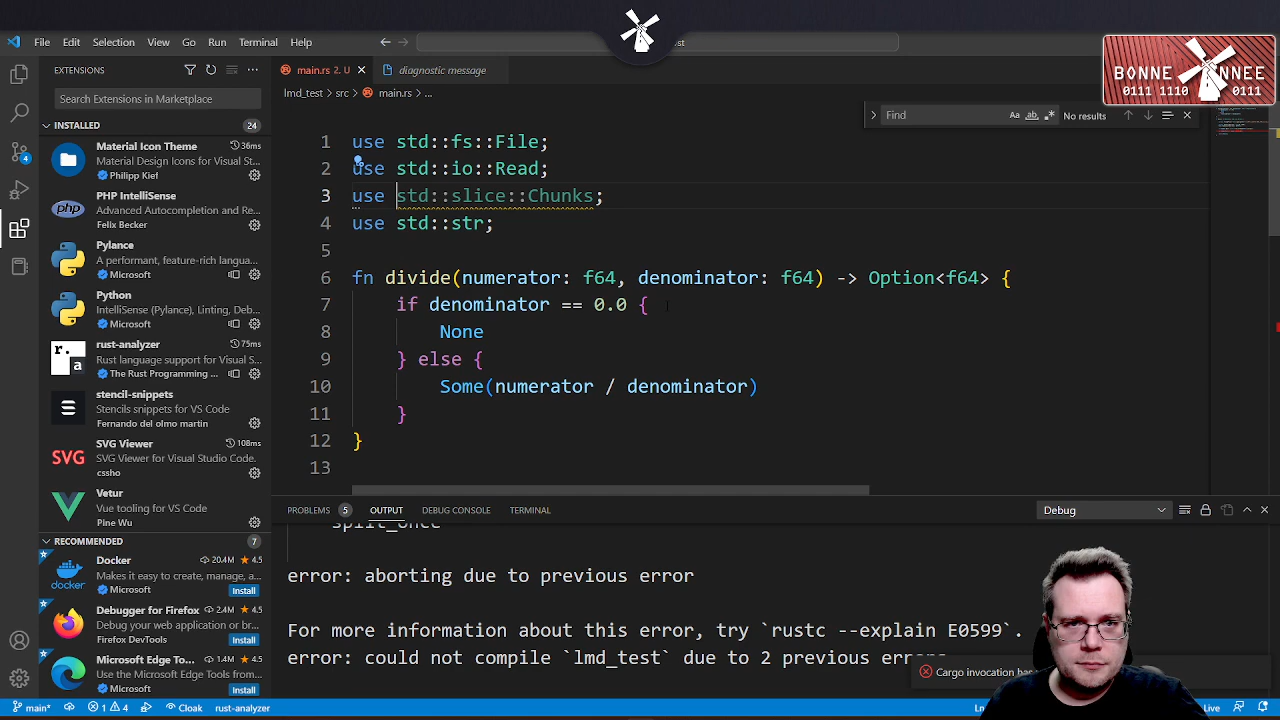 File Edit Selection View Go Run Terminal Help
st
BONNE NNEE
0111 1110 0111
EXTENSIONS
main.rs 2, U
diagnostic message
lmd_test > src > main.rs > ...
Search Extensions in Marketplace
Find
Aa ab .*
No results
INSTALLED 24
Material Icon Theme 36ms
Material Design Icons for Visual St...
Philipp Kief
PHP IntelliSense
Advanced Autocompletion and Re...
Felix Becker
Pylance
A performant, feature-rich langua...
Microsoft
Python
IntelliSense (Pylance), Linting, Deb...
Microsoft
rust-analyzer 75ms
Rust language support for Visual S...
The Rust Programming ...
stencil-snippets
Stencils snippets for VS Code
Fernando del olmo martin
SVG Viewer 108ms
SVG Viewer for Visual Studio Code.
cssho
Vetur
Vue tooling for VS Code
Pine Wu
RECOMMENDED 7
Docker 20.4M 4.5
Makes it easy to create, manage, a...
Microsoft Install
Debugger for Firefox 2.4M 4.5
Debug your web application or br...
Firefox DevTools Install
Microsoft Edge To... 1.4M 4.5
Use the Microsoft Edge Tools from...
Microsoft Install
1 use std::fs::File;
2 use std::io::Read;
3 use std::slice::Chunks;
4 use std::str;
5
6 fn divide(numerator: f64, denominator: f64) -> Option<f64> {
7 if denominator == 0.0 {
8 None
9 } else {
10 Some(numerator / denominator)
11 }
12 }
13
PROBLEMS 5 OUTPUT DEBUG CONSOLE TERMINAL
Debug
split_once
error: aborting due to previous error
For more information about this error, try `rustc --explain E0599`.
error: could not compile `lmd_test` due to 2 previous errors
Cargo invocation has
main* 1 4 Cloak rust-analyzer
Ln
Live